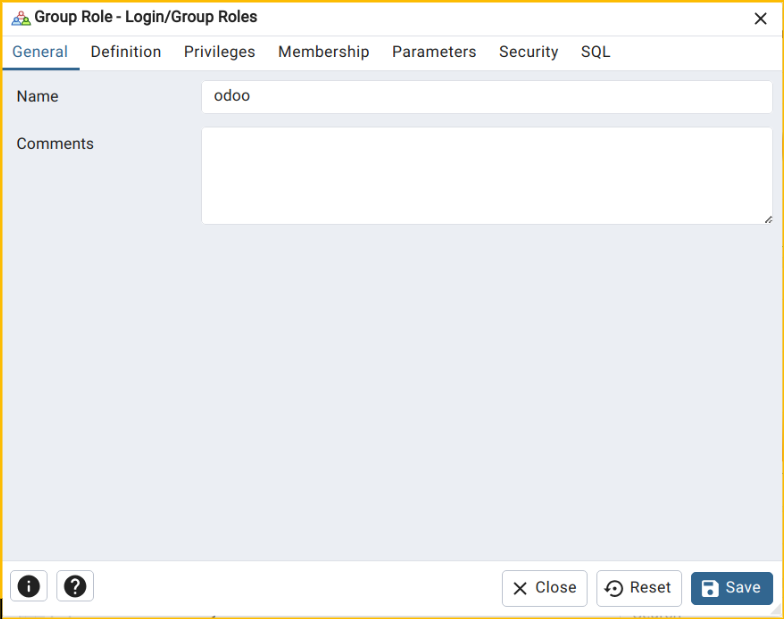 Group Role - Login/Group Roles
General Definition Privileges Membership Parameters Security SQL
Name odoo
Comments
Close Reset Save